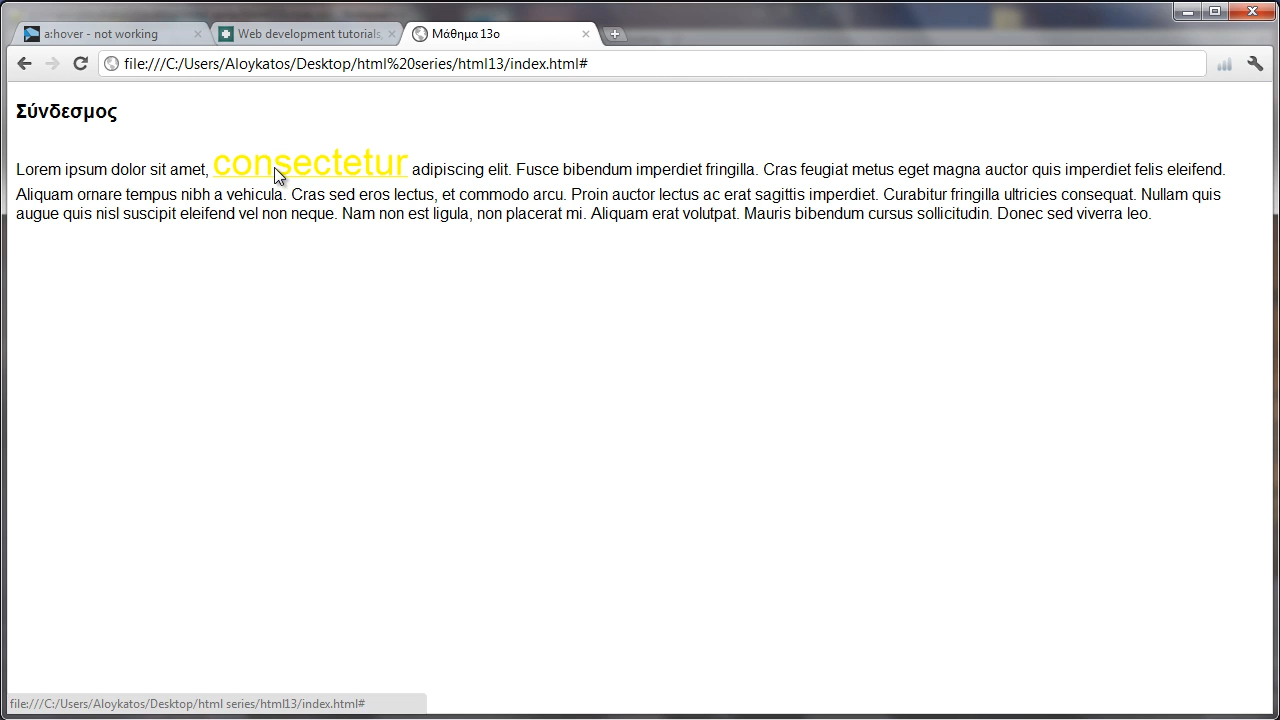 a:hover - not working
Web development tutorials,
Μάθημα 13ο
file:///C:/Users/Aloykatos/Desktop/html%20series/html13/index.html#
Σύνδεσμος
Lorem ipsum dolor sit amet, consectetur adipiscing elit. Fusce bibendum imperdiet fringilla. Cras feugiat metus eget magna auctor quis imperdiet felis eleifend.
Aliquam ornare tempus nibh a vehicula. Cras sed eros lectus, et commodo arcu. Proin auctor lectus ac erat sagittis imperdiet. Curabitur fringilla ultricies consequat. Nullam quis
augue quis nisl suscipit eleifend vel non neque. Nam non est ligula, non placerat mi. Aliquam erat volutpat. Mauris bibendum cursus sollicitudin. Donec sed viverra leo.
file:///C:/Users/Aloykatos/Desktop/html series/html13/index.html#